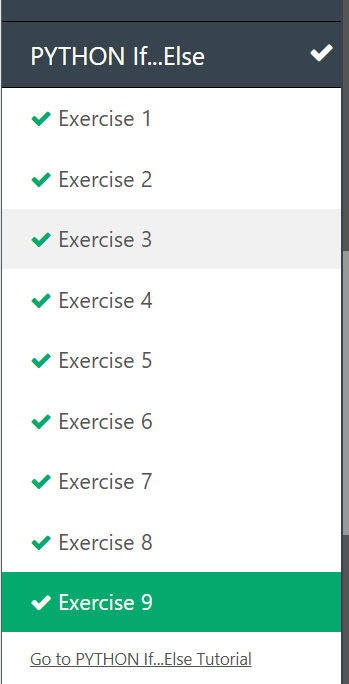 PYTHON If...Else
Exercise 1
Exercise 2
Exercise 3
Exercise 4
Exercise 5
Exercise 6
Exercise 7
Exercise 8
Exercise 9
Go to PYTHON If...Else Tutorial